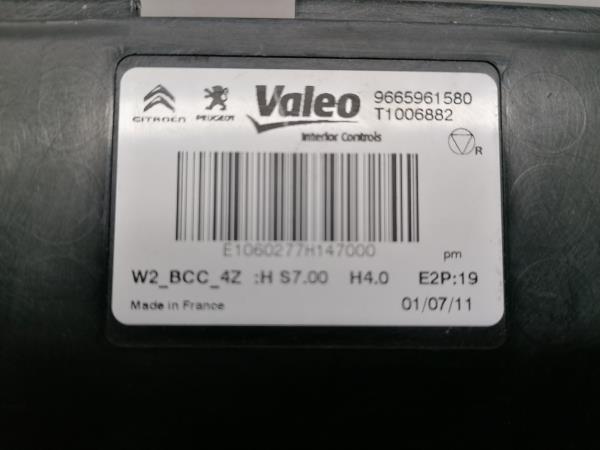 CITROËN PEUGEOT Valeo 9665961580
T1006882
Interior Controls
R
E1060277H147000
pm
W2_BCC_4Z :H S7.00 H4.0 E2P:19
Made in France 01/07/11